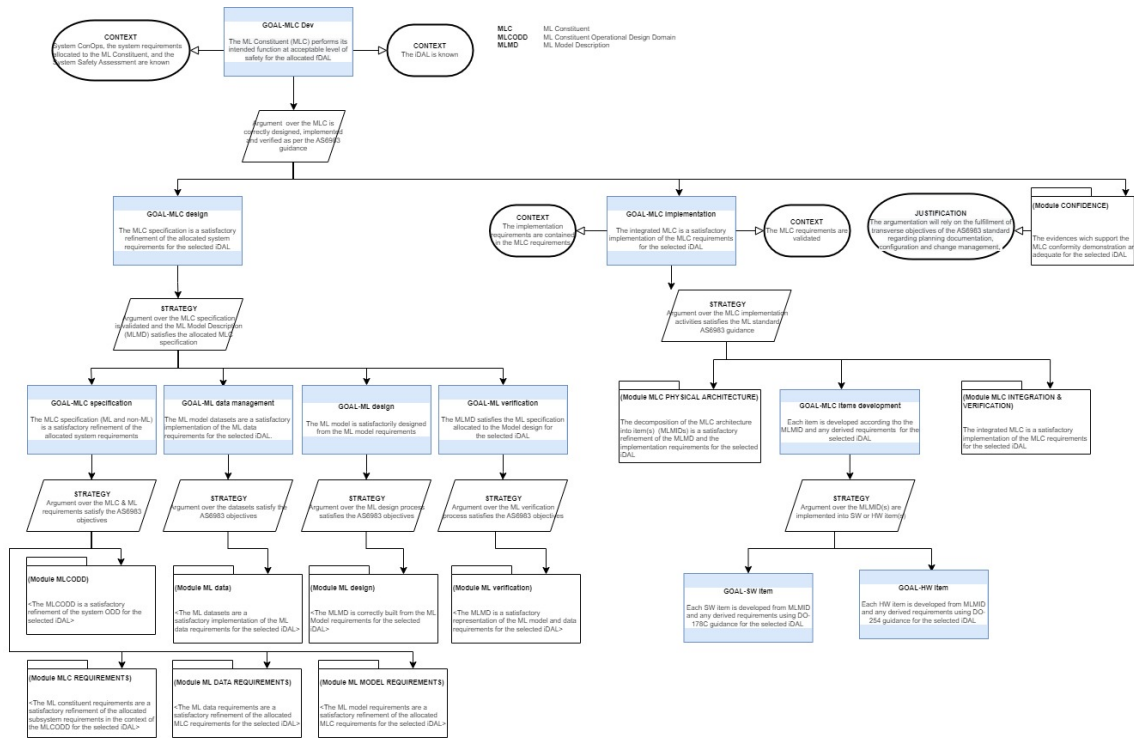 GOAL-MLC Dev
The ML Constituent (MLC) performs its
intended function at acceptable level of
safety for the allocated fDAL
CONTEXT
System ConOps, the system requirements
allocated to the ML Constituent, and the
System Safety Assessment are known
CONTEXT
The iDAL is known
MLC ML Constituent
MLCODD ML Constituent Operational Design Domain
MLMD ML Model Description
Argument over the MLC is
correctly designed, implemented
and verified as per the AS6983
guidance
GOAL-MLC design
The MLC specification is a satisfactory
refinement of the allocated system
requirements for the selected iDAL
CONTEXT
The implementation
requirements are contained
in the MLC requirements
GOAL-MLC implementation
The integrated MLC is a satisfactory
implementation of the MLC requirements
for the selected iDAL
CONTEXT
The MLC requirements are
validated
JUSTIFICATION
The argumentation will rely on the fulfillment of
transverse objectives of the AS6983 standard
regarding planning documentation,
configuration and change management.
(Module CONFIDENCE)
The evidences wich support the
MLC conformity demonstration ar
adequate for the selected iDAL
STRATEGY
Argument over the MLC specification
is validated and the ML Model Description
(MLMD) satisfies the allocated MLC
specification
STRATEGY
Argument over the MLC implementation
activities satisfies the ML standard
AS6983 guidance
GOAL-MLC specification
The MLC specification (ML and non-ML)
is a satisfactory refinement of the
allocated system requirements
GOAL-ML data management
The ML model datasets are a satisfactory
implementation of the ML data
requirements for the selected iDAL.
GOAL-ML design
The ML model is satisfactorily designed
from the ML model requirements
GOAL-ML verification
The MLMD satisfies the ML specification
allocated to the Model design for
the selected iDAL
(Module MLC PHYSICAL ARCHITECTURE)
The decomposition of the MLC architecture
into item(s) (MLMIDs) is a satisfactory
refinement of the MLMD and the
implementation requirements for the selected
iDAL
GOAL-MLC items development
Each item is developed according tho the
MLMID and any derived requirements for the
selected iDAL
(Module MLC INTEGRATION &
VERIFICATION)
The integrated MLC is a satisfactory
implementation of the MLC requirements
for the selected iDAL
STRATEGY
Argument over the MLC & ML
requirements satisfy the AS6983
objectives
STRATEGY
Argument over the datasets satisfy the
AS6983 objectives
STRATEGY
Argument over the ML design process
satisfies the AS6983 objectives
STRATEGY
Argument over the ML verification
process satisfies the AS6983 objectives
STRATEGY
Argument over the MLMID(s) are
implemented into SW or HW item(s)
(Module MLCODD)
<The MLCODD is a satisfactory
refinement of the system ODD for the
selected iDAL>
(Module ML data)
<The ML datasets are a
satisfactory implementation of the ML
data requirements for the selected iDAL>
(Module ML design)
<The MLMD is correctly built from the ML
Model requirements for the selected
iDAL>
(Module ML verification)
<The MLMD is a satisfactory
representation of the ML model and data
requirements for the selected iDAL>
GOAL-SW item
Each SW item is developed from MLMID
and any derived requirements using DO-
178C guidance for the selected iDAL
GOAL-HW item
Each HW item is developed from MLMID
and any derived requirements using DO-
254 guidance for the selected iDAL
(Module MLC REQUIREMENTS)
<The ML constituent requirements are a
satisfactory refinement of the allocated
subsystem requirements in the context of
the MLCODD for the selected iDAL>
(Module ML DATA REQUIREMENTS)
<The ML data requirements are a
satisfactory refinement of the allocated
MLC requirements for the selected iDAL>
(Module ML MODEL REQUIREMENTS)
<The ML model requirements are a
satisfactory refinement of the allocated
MLC requirements for the selected iDAL>